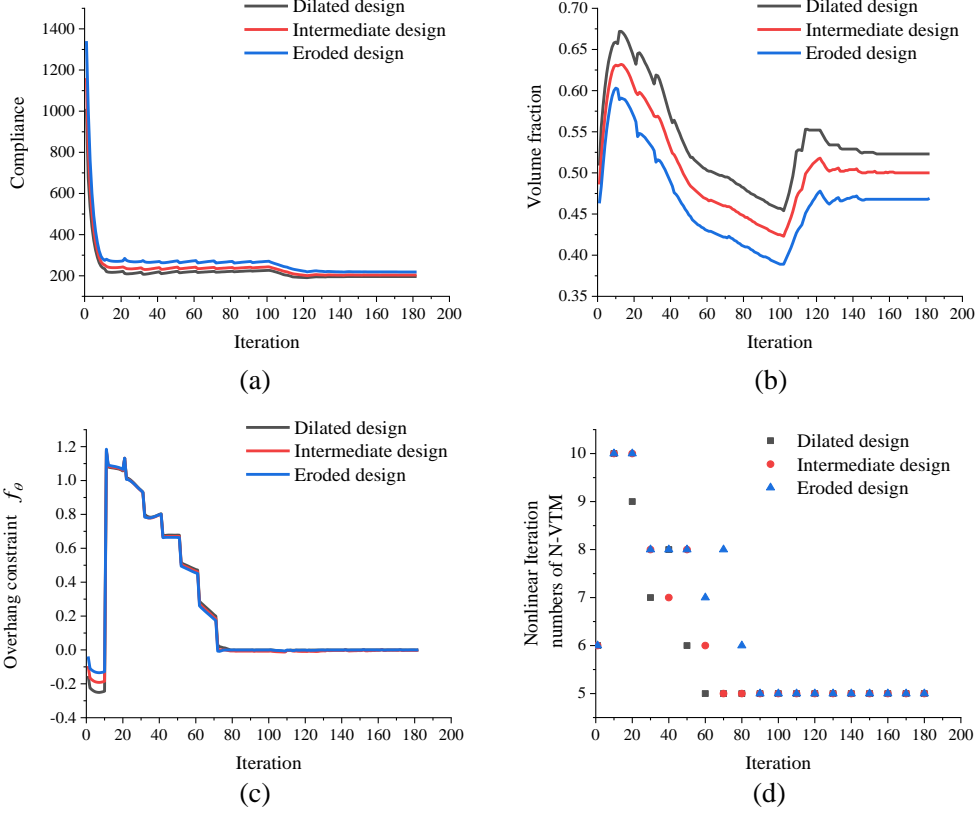 Dilated design
Intermediate design
Eroded design
1400
1200
1000
800
600
400
200
Compliance
0 20 40 60 80 100 120 140 160 180 200
Iteration
(a)
Dilated design
Intermediate design
Eroded design
0.70
0.65
0.60
0.55
0.50
0.45
0.40
0.35
Volume fraction
0 20 40 60 80 100 120 140 160 180 200
Iteration
(b)
Dilated design
Intermediate design
Eroded design
1.2
1.0
0.8
0.6
0.4
0.2
0.0
-0.2
-0.4
Overhang constraint f_o
0 20 40 60 80 100 120 140 160 180 200
Iteration
(c)
Dilated design
Intermediate design
Eroded design
10
9
8
7
6
5
Nonlinear Iteration
numbers of N-VTM
0 20 40 60 80 100 120 140 160 180 200
Iteration
(d)